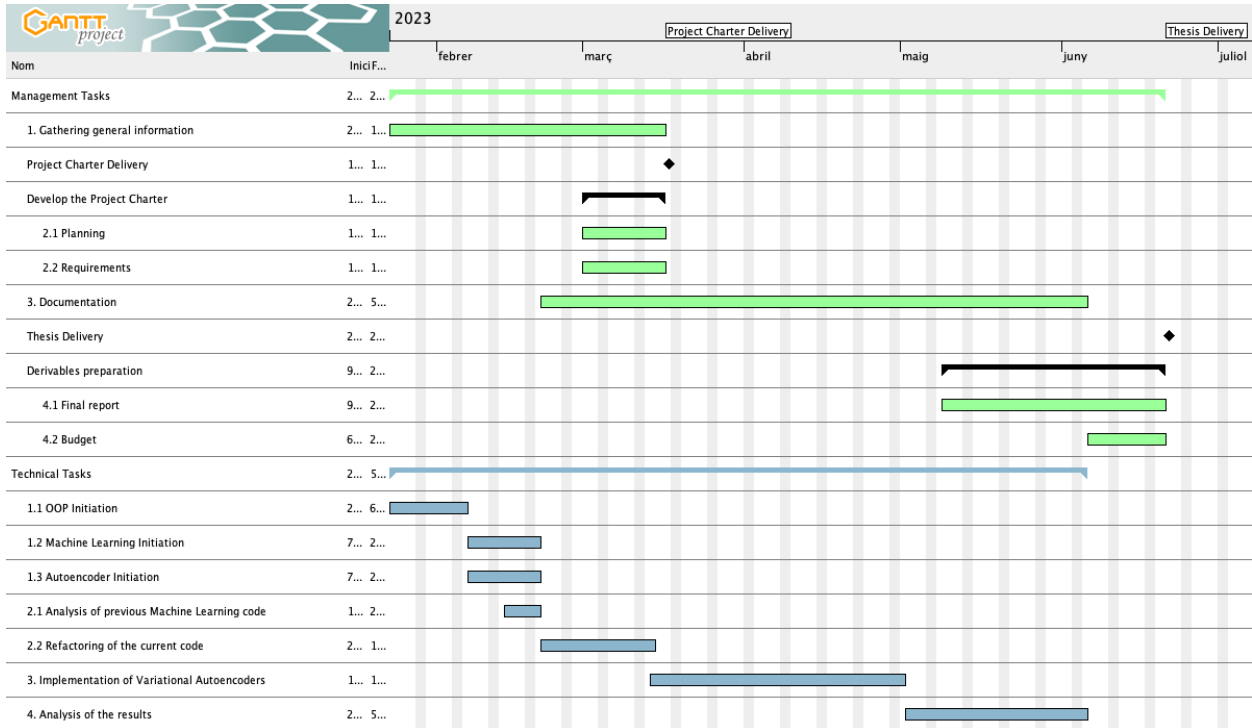 GANTT
project
2023
Project Charter Delivery
Thesis Delivery
febrer març abril maig juny juliol
Nom Inici F...
Management Tasks 2... 2...
1. Gathering general information 2... 1...
Project Charter Delivery 1... 1...
Develop the Project Charter 1... 1...
2.1 Planning 1... 1...
2.2 Requirements 1... 1...
3. Documentation 2... 5...
Thesis Delivery 2... 2...
Derivables preparation 9... 2...
4.1 Final report 9... 2...
4.2 Budget 6... 2...
Technical Tasks 2... 5...
1.1 OOP Initiation 2... 6...
1.2 Machine Learning Initiation 7... 2...
1.3 Autoencoder Initiation 7... 2...
2.1 Analysis of previous Machine Learning code 1... 2...
2.2 Refactoring of the current code 2... 1...
3. Implementation of Variational Autoencoders 1... 1...
4. Analysis of the results 2... 5...